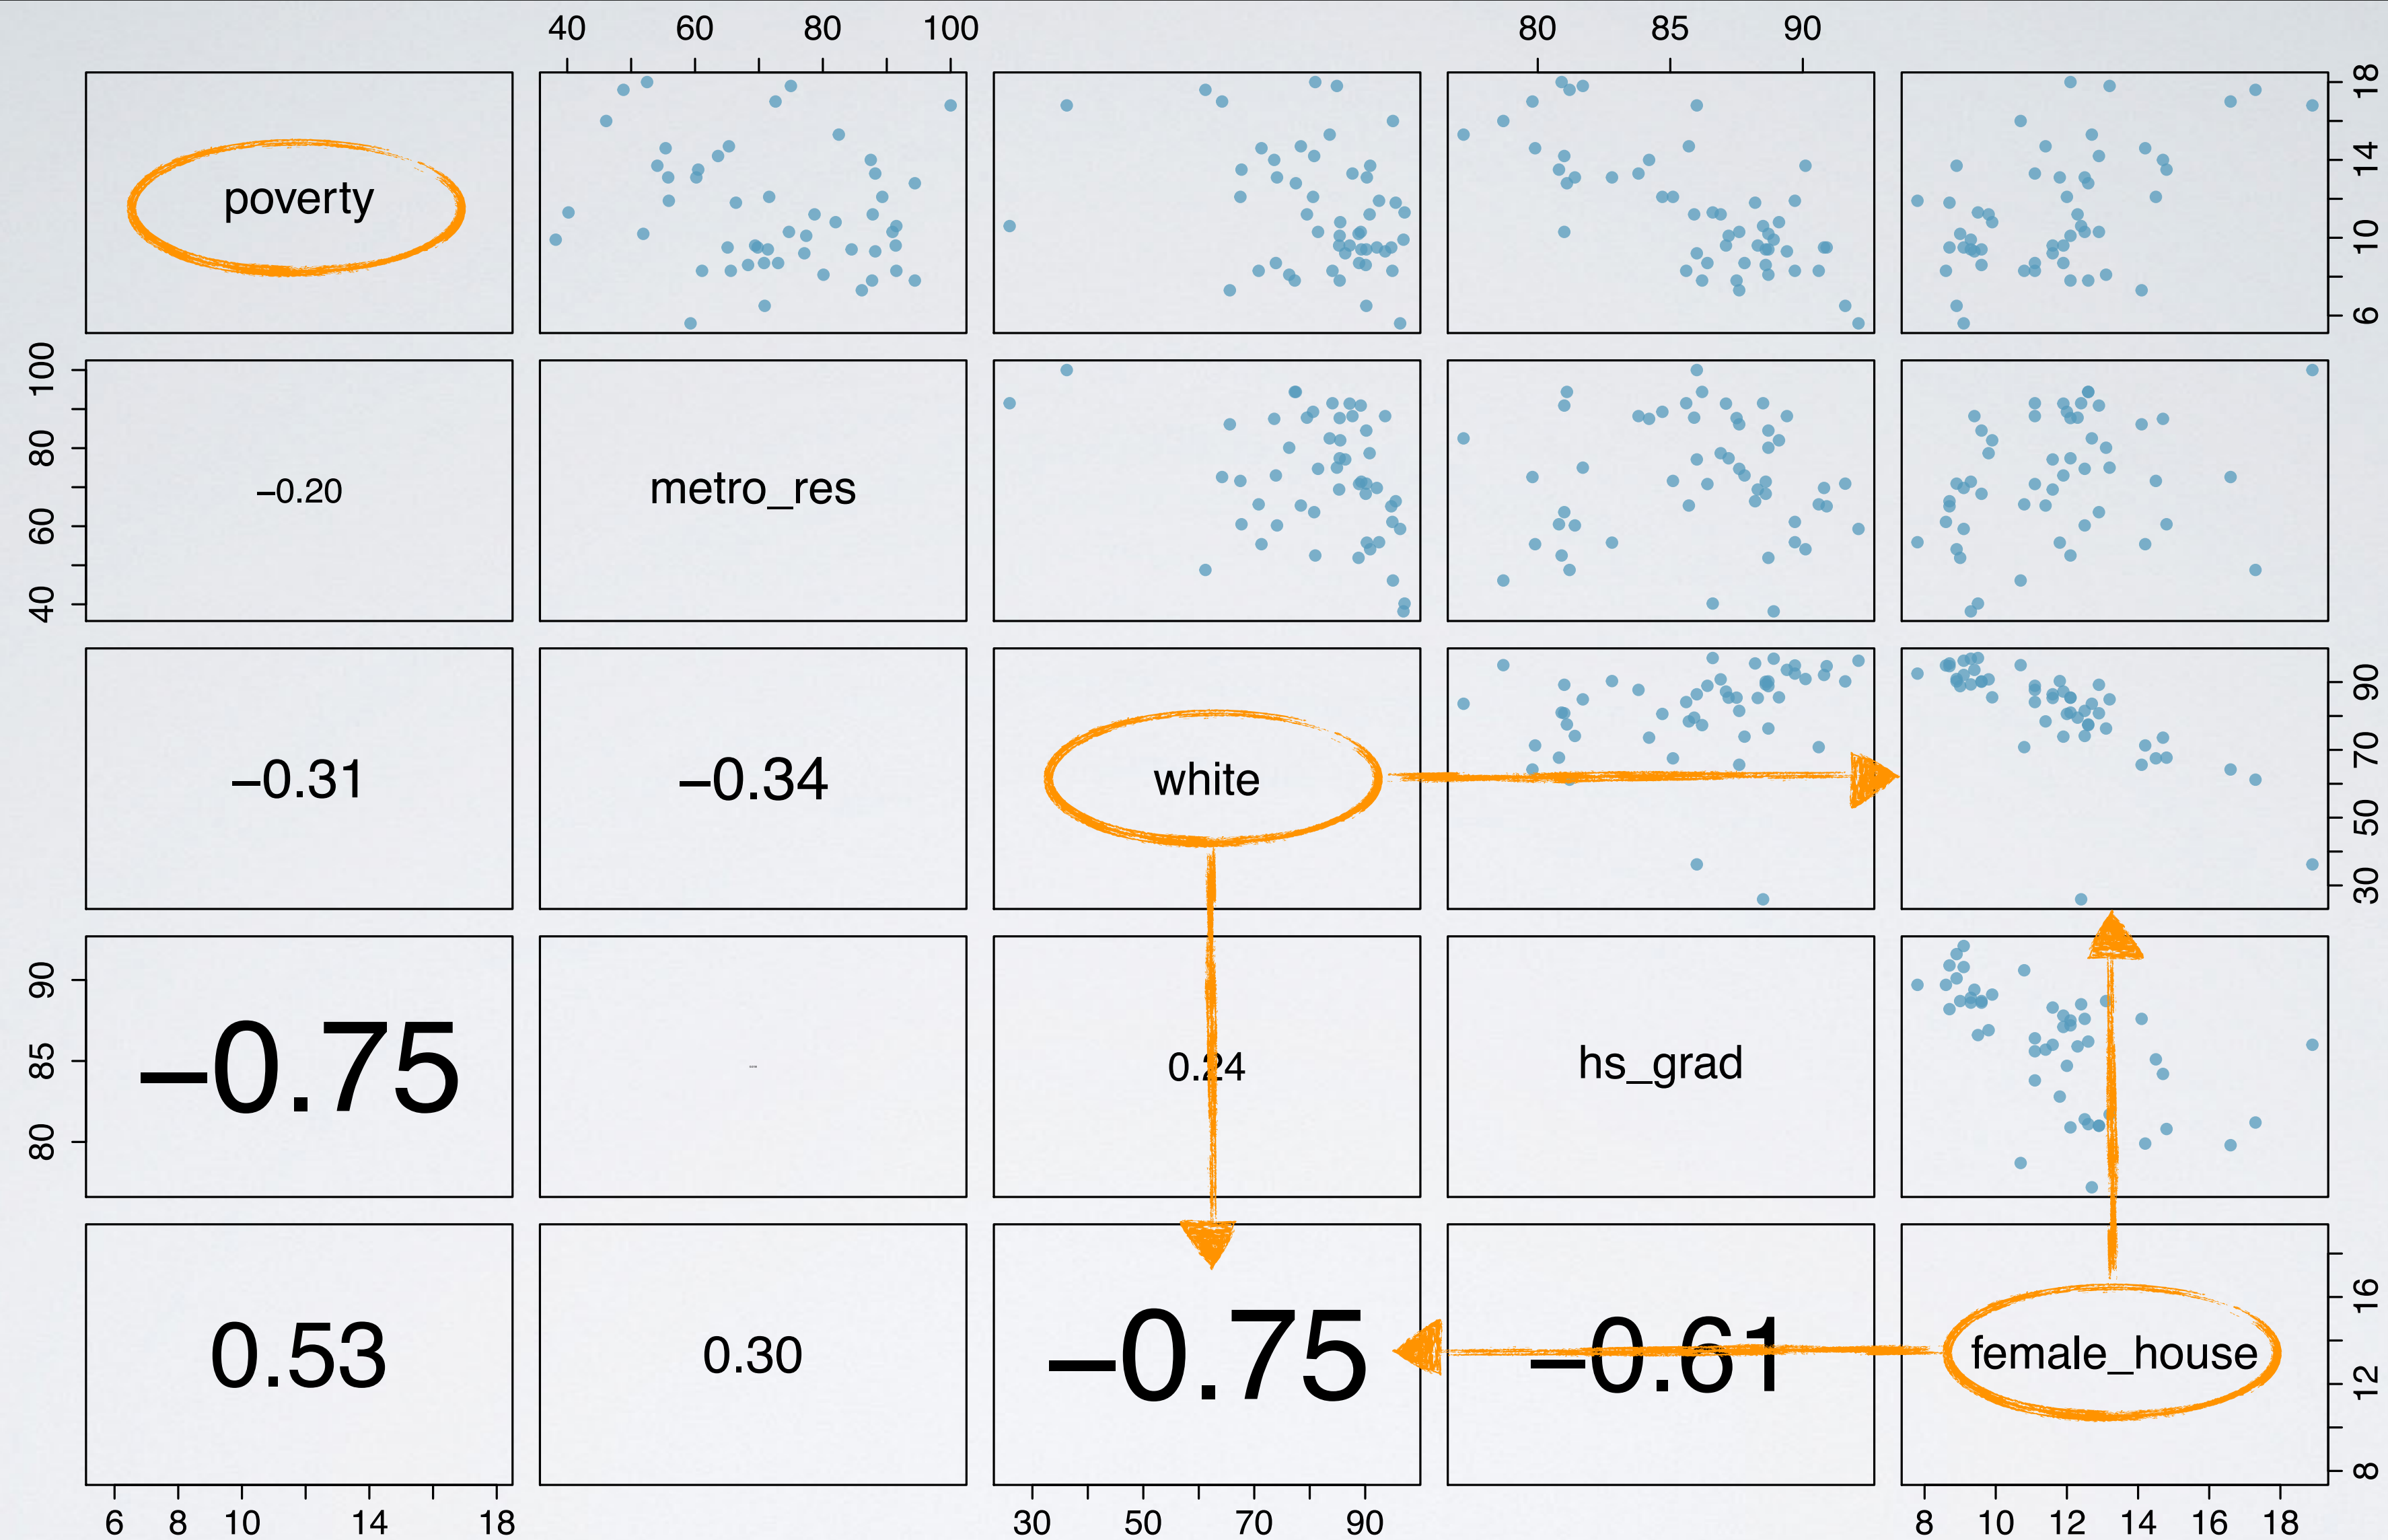 40 60 80 100 80 85 90
poverty
6 10 14 18
40 60 80 100
–0.20
metro_res
–0.31
–0.34
white
30 50 70 90
80 85 90
–0.75
0.24
hs_grad
0.53
0.30
–0.75
–0.61
female_house
8 12 16
6 8 10 14 18 30 50 70 90 8 10 12 14 16 18